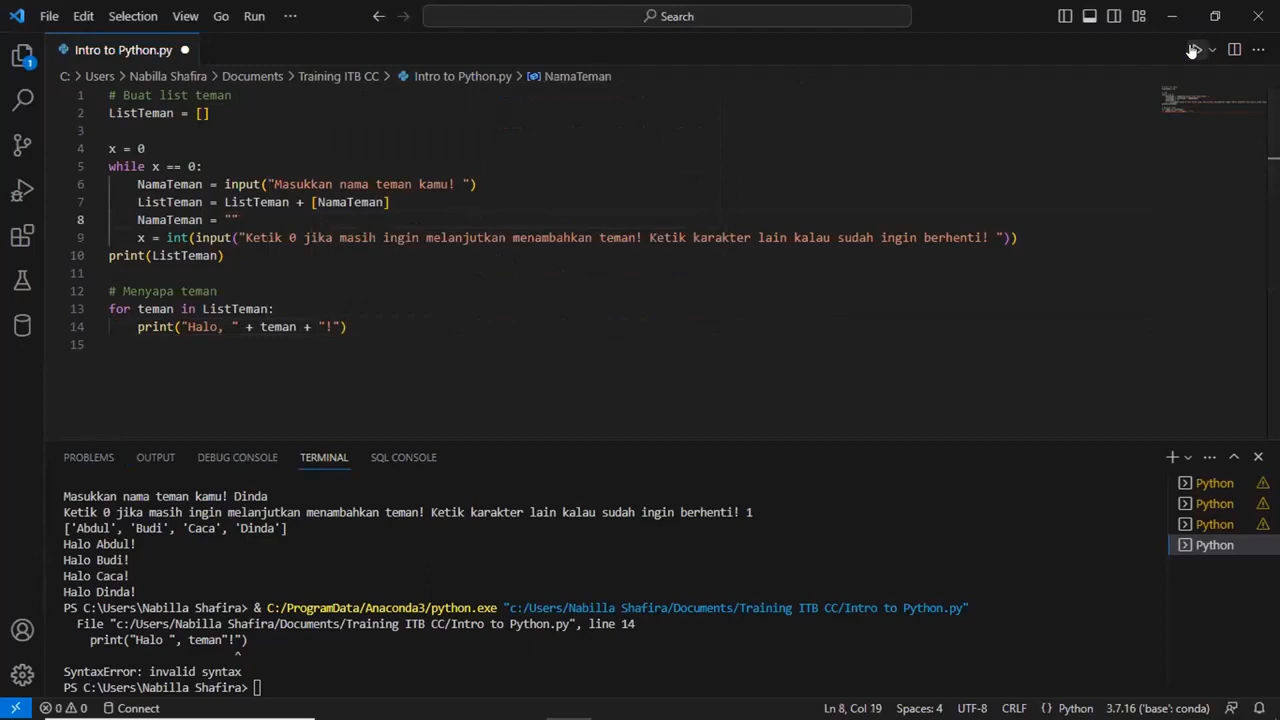 File Edit Selection View Go Run ··· Search
1
Intro to Python.py
C: > Users > Nabilla Shafira > Documents > Training ITB CC > Intro to Python.py > NamaTeman
1 # Buat list teman
2 ListTeman = []
3
4 x = 0
5 while x == 0:
6 NamaTeman = input("Masukkan nama teman kamu! ")
7 ListTeman = ListTeman + [NamaTeman]
8 NamaTeman = ""
9 x = int(input("Ketik 0 jika masih ingin melanjutkan menambahkan teman! Ketik karakter lain kalau sudah ingin berhenti! "))
10 print(ListTeman)
11
12 # Menyapa teman
13 for teman in ListTeman:
14 print("Halo, " + teman + "!")
15
PROBLEMS OUTPUT DEBUG CONSOLE TERMINAL SQL CONSOLE
Masukkan nama teman kamu! Dinda
Ketik 0 jika masih ingin melanjutkan menambahkan teman! Ketik karakter lain kalau sudah ingin berhenti! 1
['Abdul', 'Budi', 'Caca', 'Dinda']
Halo Abdul!
Halo Budi!
Halo Caca!
Halo Dinda!
PS C:\Users\Nabilla Shafira> & C:/ProgramData/Anaconda3/python.exe "c:/Users/Nabilla Shafira/Documents/Training ITB CC/Intro to Python.py"
File "c:/Users/Nabilla Shafira/Documents/Training ITB CC/Intro to Python.py", line 14
print("Halo ", teman"!")
^
SyntaxError: invalid syntax
PS C:\Users\Nabilla Shafira>
Python
Python
Python
Python
0 0 Connect Ln 8, Col 19 Spaces: 4 UTF-8 CRLF {} Python 3.7.16 ('base': conda)